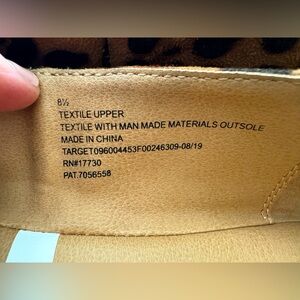 8½
TEXTILE UPPER
TEXTILE WITH MAN MADE MATERIALS OUTSOLE
MADE IN CHINA
TARGET096004453F00246309-08/19
RN#17730
PAT.7056558